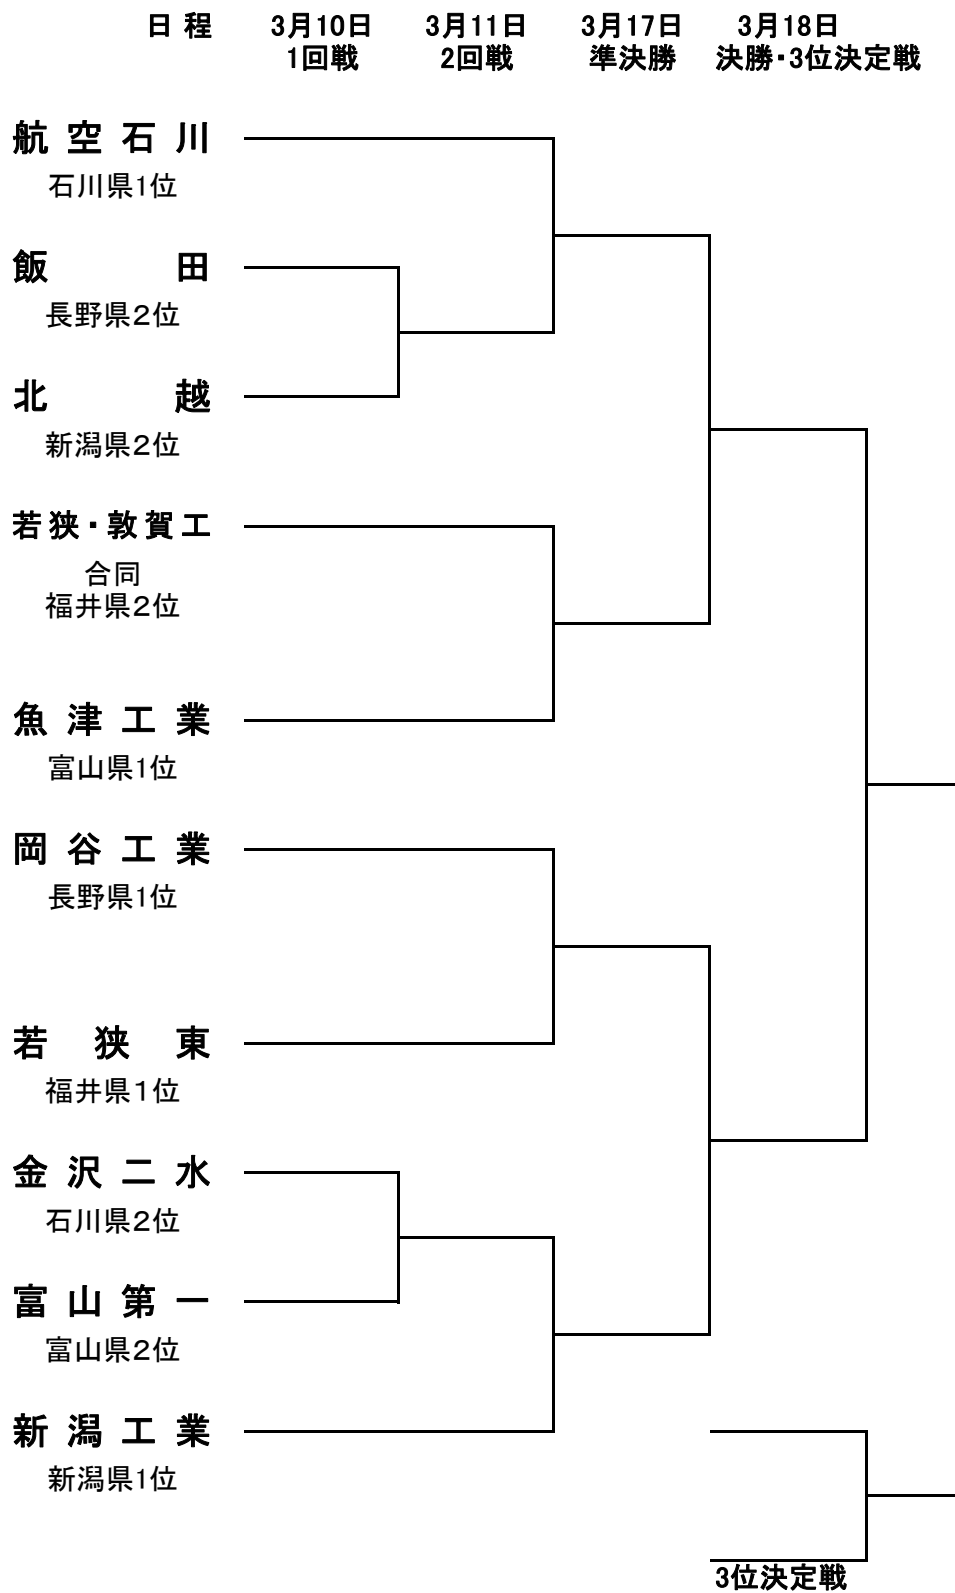 日 程 3月10日 3月11日 3月17日 3月18日
1回戦 2回戦 準決勝 決勝・3位決定戦
航空石川
石川県1位
飯田
長野県2位
北越
新潟県2位
若狭・敦賀工
合同
福井県2位
魚津工業
富山県1位
岡谷工業
長野県1位
若狭東
福井県1位
金沢二水
石川県2位
富山第一
富山県2位
新潟工業
新潟県1位
3位決定戦